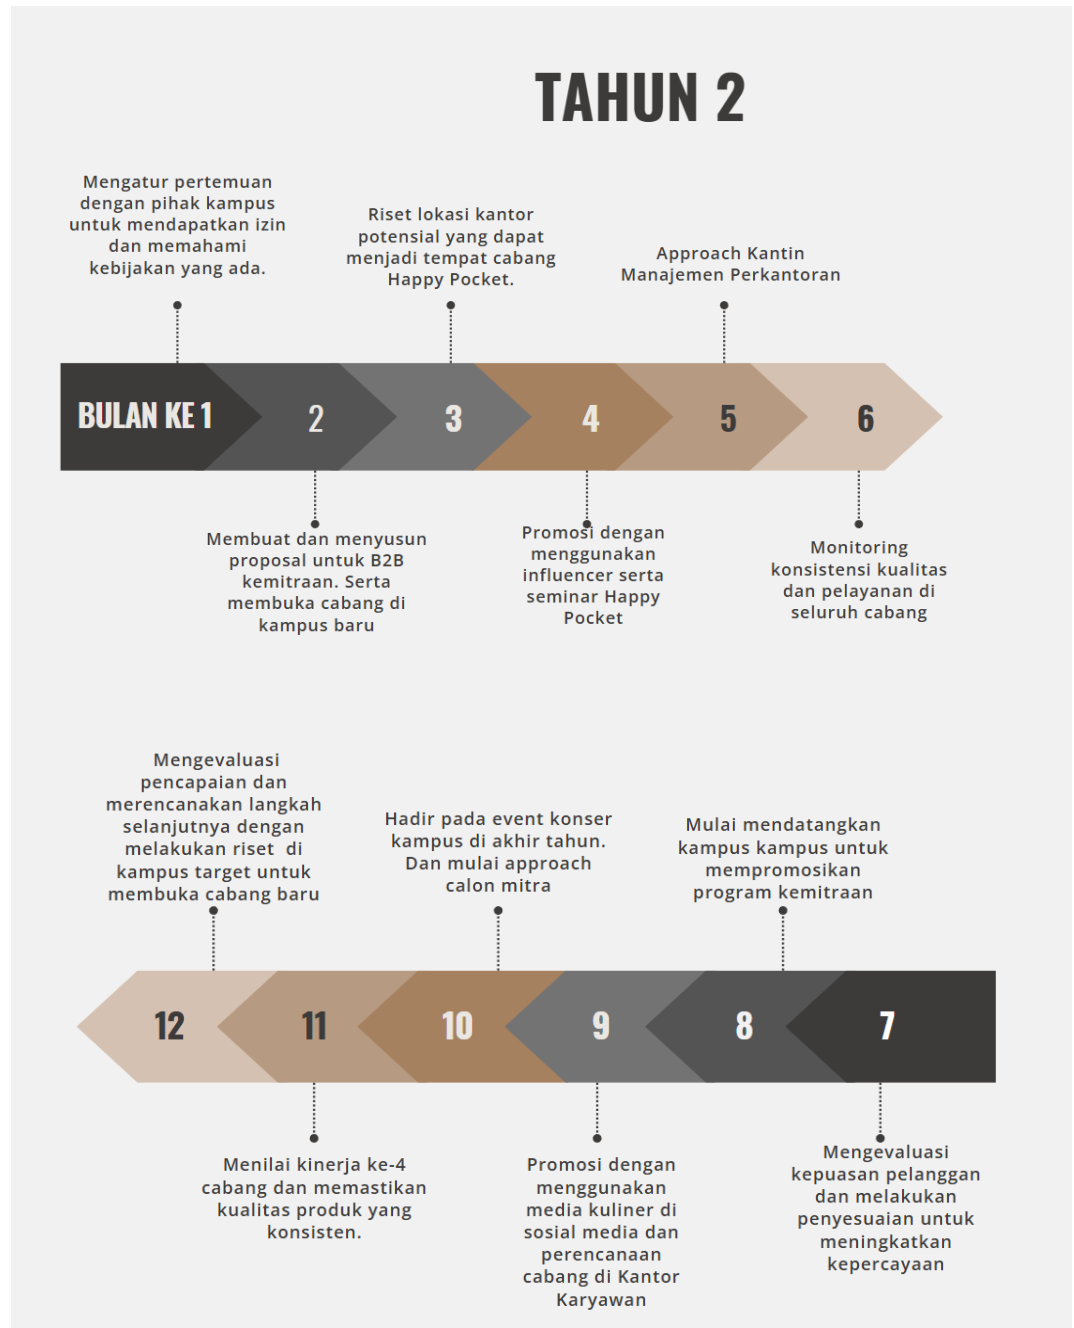 TAHUN 2
Mengatur pertemuan
dengan pihak kampus
untuk mendapatkan izin
dan memahami
kebijakan yang ada.
Riset lokasi kantor
potensial yang dapat
menjadi tempat cabang
Happy Pocket.
Approach Kantin
Manajemen Perkantoran
BULAN KE 1
2
3
4
5
6
Membuat dan menyusun
proposal untuk B2B
kemitraan. Serta
membuka cabang di
kampus baru
Promosi dengan
menggunakan
influencer serta
seminar Happy
Pocket
Monitoring
konsistensi kualitas
dan pelayanan di
seluruh cabang
Mengevaluasi
pencapaian dan
merencanakan langkah
selanjutnya dengan
melakukan riset  di
kampus target untuk
membuka cabang baru
Hadir pada event konser
kampus di akhir tahun.
Dan mulai approach
calon mitra
Mulai mendatangkan
kampus kampus untuk
mempromosikan
program kemitraan
12
11
10
9
8
7
Menilai kinerja ke-4
cabang dan memastikan
kualitas produk yang
konsisten.
Promosi dengan
menggunakan
media kuliner di
sosial media dan
perencanaan
cabang di Kantor
Karyawan
Mengevaluasi
kepuasan pelanggan
dan melakukan
penyesuaian untuk
meningkatkan
kepercayaan